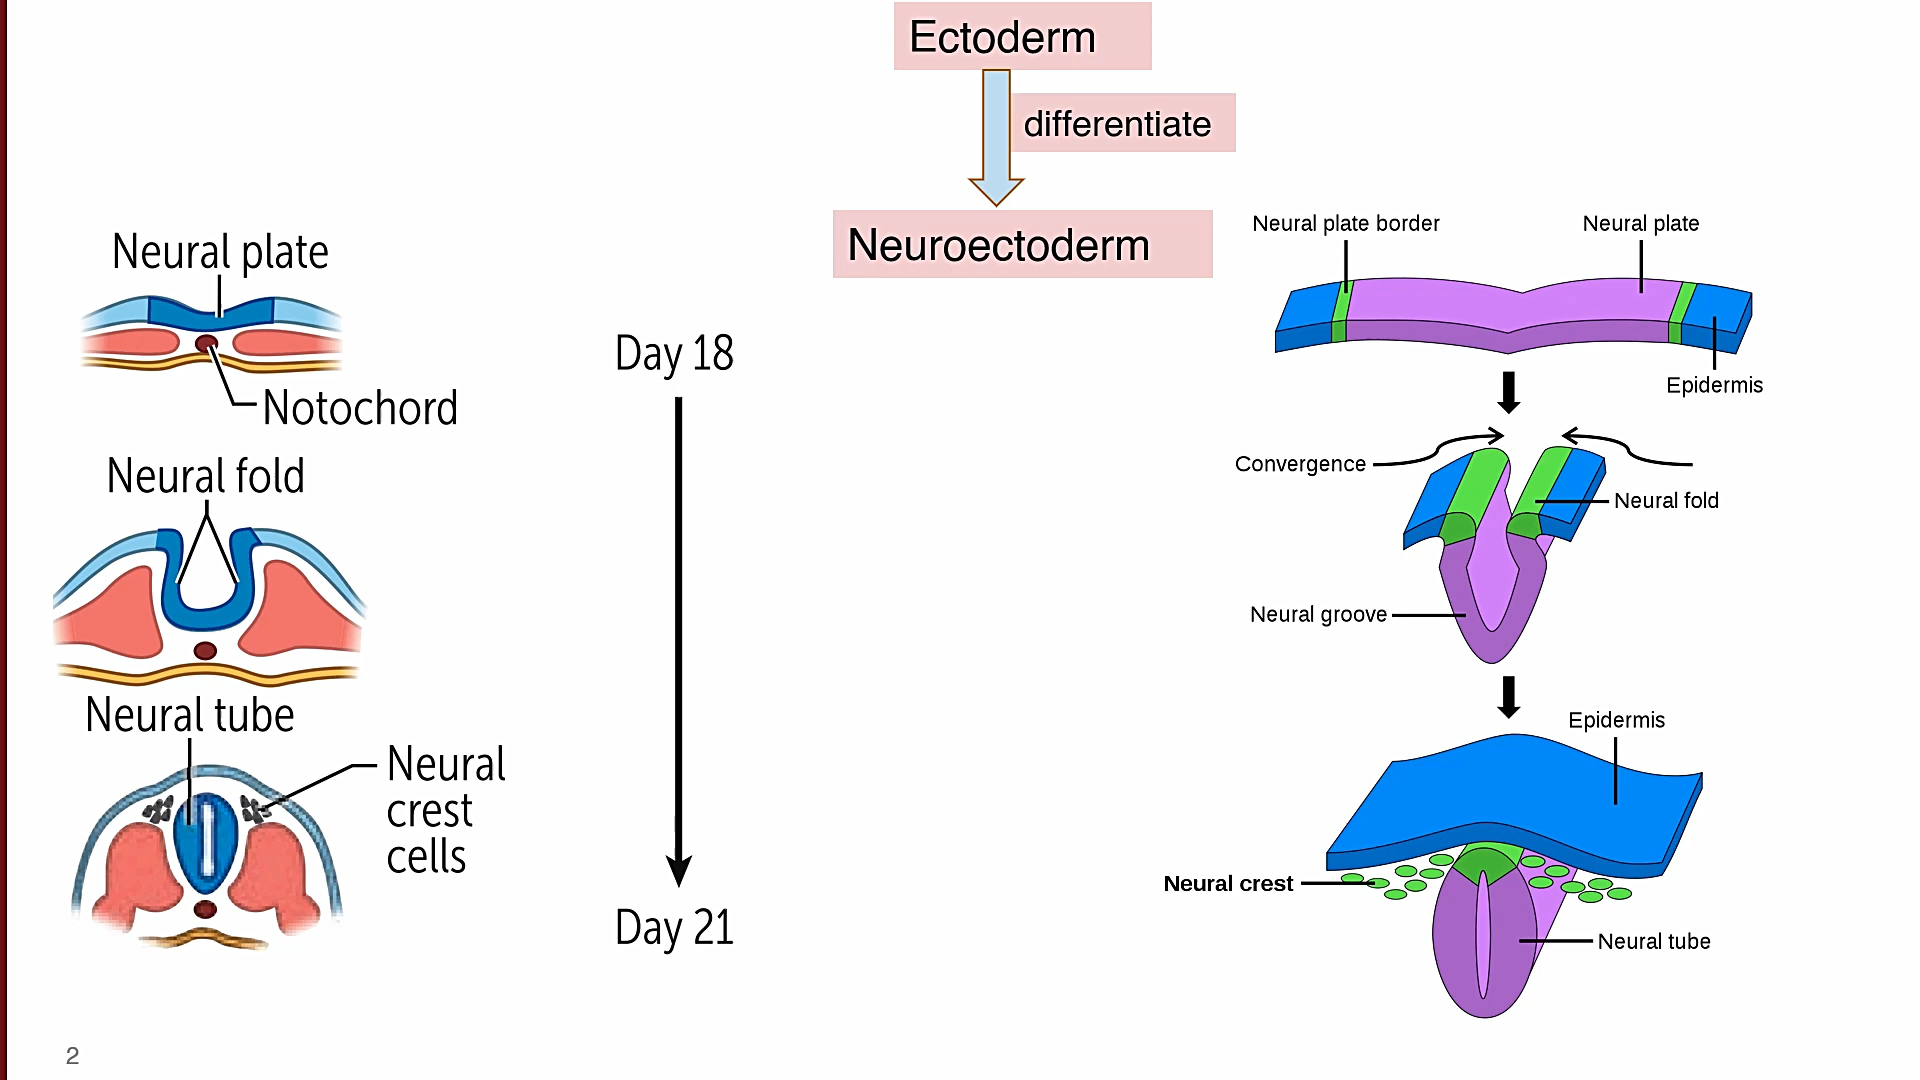 Ectoderm
differentiate
Neuroectoderm
Neural plate
Notochord
Neural fold
Neural tube
Neural
crest
cells
Day 18
Day 21
Neural plate border
Neural plate
Epidermis
Convergence
Neural fold
Neural groove
Epidermis
Neural crest
Neural tube
2